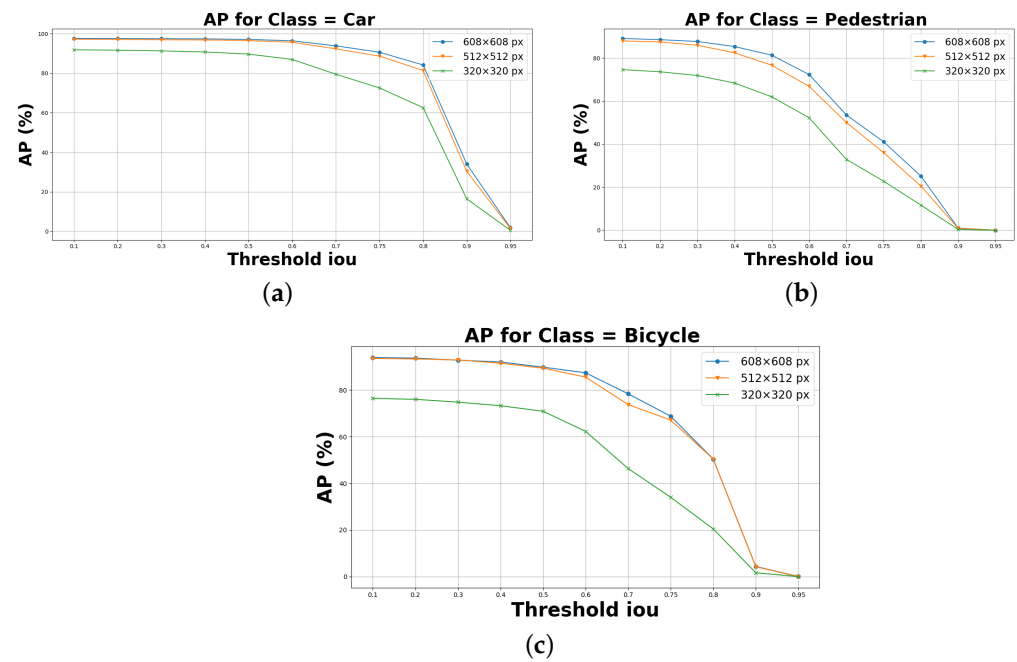 AP for Class = Car
608×608 px
512×512 px
320×320 px
AP (%)
100
80
60
40
20
0
0.1 0.2 0.3 0.4 0.5 0.6 0.7 0.75 0.8 0.9 0.95
Threshold iou
(a)
AP for Class = Pedestrian
608×608 px
512×512 px
320×320 px
AP (%)
80
60
40
20
0
0.1 0.2 0.3 0.4 0.5 0.6 0.7 0.75 0.8 0.9 0.95
Threshold iou
(b)
AP for Class = Bicycle
608×608 px
512×512 px
320×320 px
AP (%)
80
60
40
20
0
0.1 0.2 0.3 0.4 0.5 0.6 0.7 0.75 0.8 0.9 0.95
Threshold iou
(c)